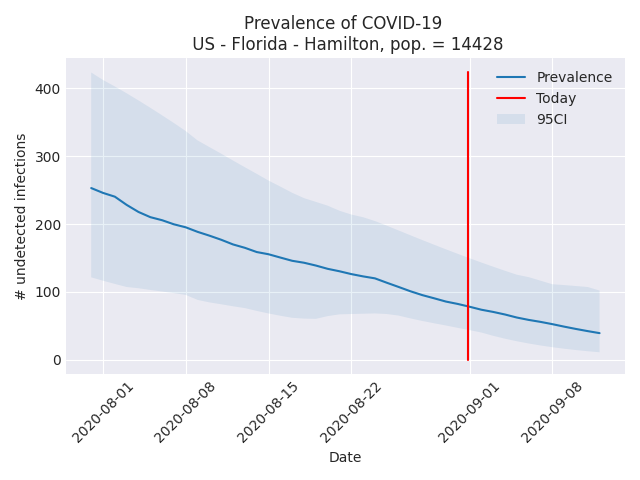 Prevalence of COVID-19
US - Florida - Hamilton, pop. = 14428
Prevalence
Today
95CI
# undetected infections
400
300
200
100
0
2020-08-01
2020-08-08
2020-08-15
2020-08-22
2020-09-01
2020-09-08
Date